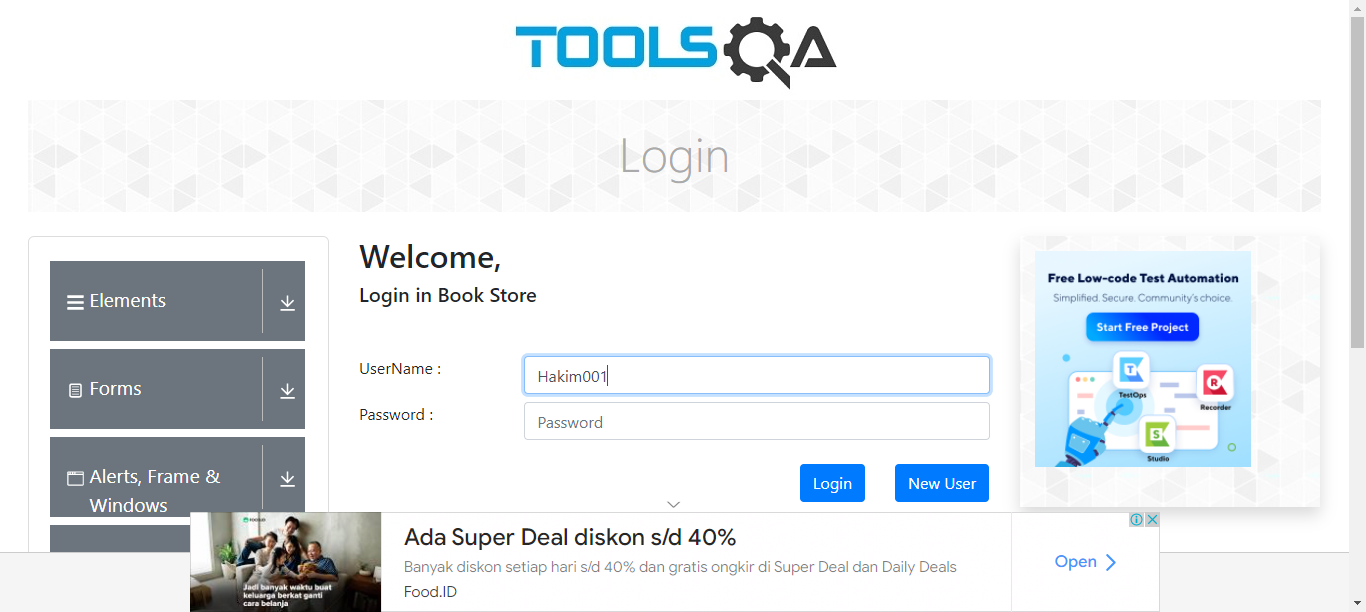 TOOLSQA
Login
Elements
Forms
Alerts, Frame &
Windows
Welcome,
Login in Book Store
UserName :
Hakim001
Password :
Password
Login
New User
Free Low-code Test Automation
Simplified. Secure. Community's choice.
Start Free Project
TestOps
Recorder
Studio
FOOD.ID
Jadi banyak waktu buat
keluarga berkat ganti
cara belanja
Ada Super Deal diskon s/d 40%
Banyak diskon setiap hari s/d 40% dan gratis ongkir di Super Deal dan Daily Deals
Food.ID
Open